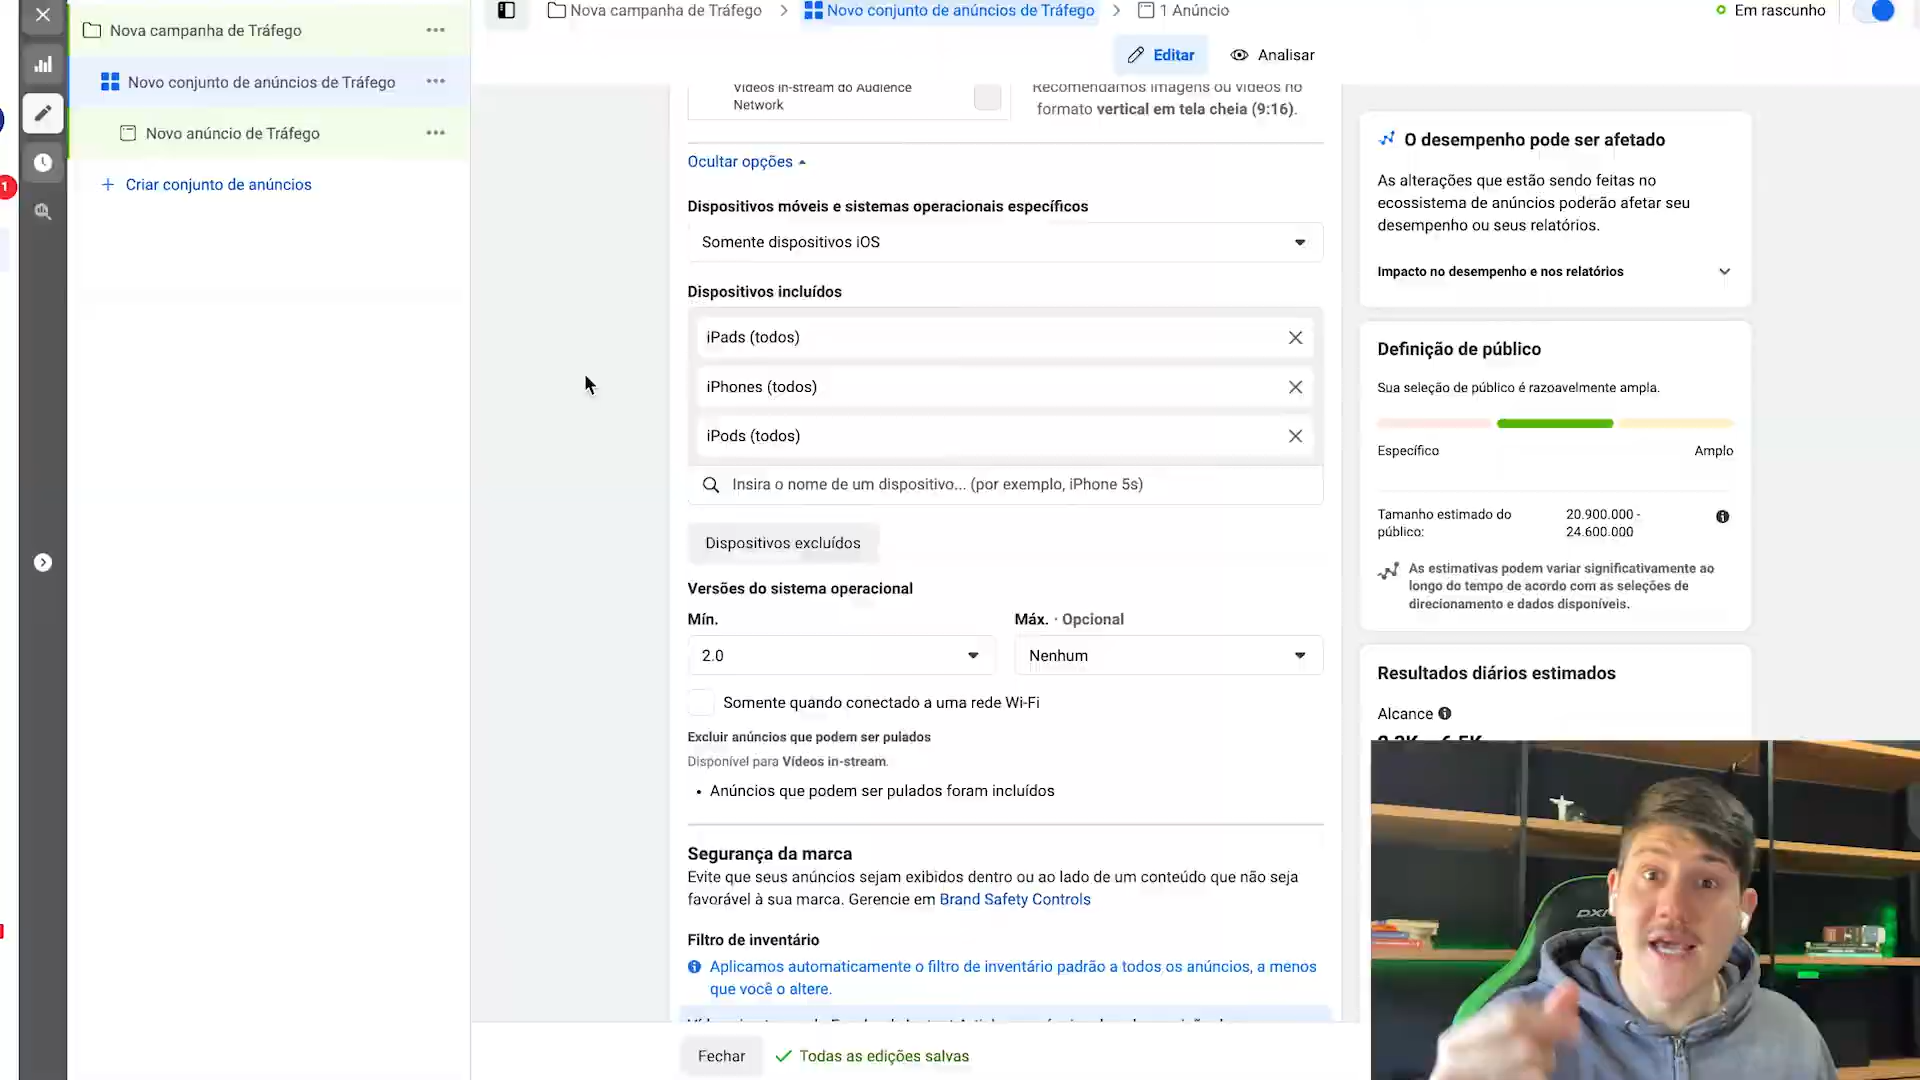 Nova campanha de Tráfego
Novo conjunto de anúncios de Tráfego
1 Anúncio
Em rascunho
Nova campanha de Tráfego
Novo conjunto de anúncios de Tráfego
Novo anúncio de Tráfego
+ Criar conjunto de anúncios
1
Editar
Analisar
Vídeos in-stream do Audience
Network
Recomendamos imagens ou vídeos no
formato vertical em tela cheia (9:16).
Ocultar opções
Dispositivos móveis e sistemas operacionais específicos
Somente dispositivos iOS
Dispositivos incluídos
iPads (todos)
iPhones (todos)
iPods (todos)
Insira o nome de um dispositivo... (por exemplo, iPhone 5s)
Dispositivos excluídos
Versões do sistema operacional
Mín.
Máx. · Opcional
2.0
Nenhum
Somente quando conectado a uma rede Wi-Fi
Excluir anúncios que podem ser pulados
Disponível para Vídeos in-stream.
• Anúncios que podem ser pulados foram incluídos
Segurança da marca
Evite que seus anúncios sejam exibidos dentro ou ao lado de um conteúdo que não seja
favorável à sua marca. Gerencie em Brand Safety Controls
Filtro de inventário
Aplicamos automaticamente o filtro de inventário padrão a todos os anúncios, a menos
que você o altere.
Fechar
Todas as edições salvas
O desempenho pode ser afetado
As alterações que estão sendo feitas no
ecossistema de anúncios poderão afetar seu
desempenho ou seus relatórios.
Impacto no desempenho e nos relatórios
Definição de público
Sua seleção de público é razoavelmente ampla.
Específico
Amplo
Tamanho estimado do
público:
20.900.000 -
24.600.000
As estimativas podem variar significativamente ao
longo do tempo de acordo com as seleções de
direcionamento e dados disponíveis.
Resultados diários estimados
Alcance